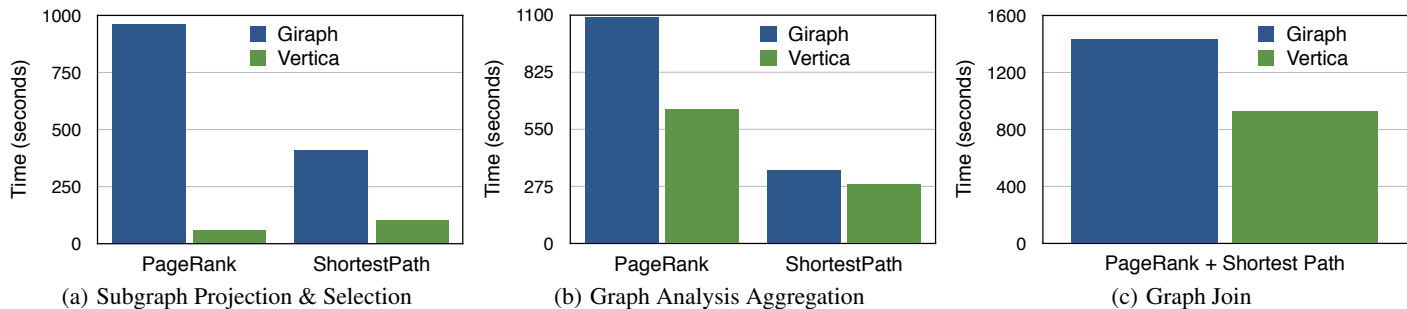 Time (seconds)
1000
750
500
250
0
Giraph
Vertica
PageRank
ShortestPath
(a) Subgraph Projection & Selection
Time (seconds)
1100
825
550
275
0
Giraph
Vertica
PageRank
ShortestPath
(b) Graph Analysis Aggregation
Time (seconds)
1600
1200
800
400
0
Giraph
Vertica
PageRank + Shortest Path
(c) Graph Join